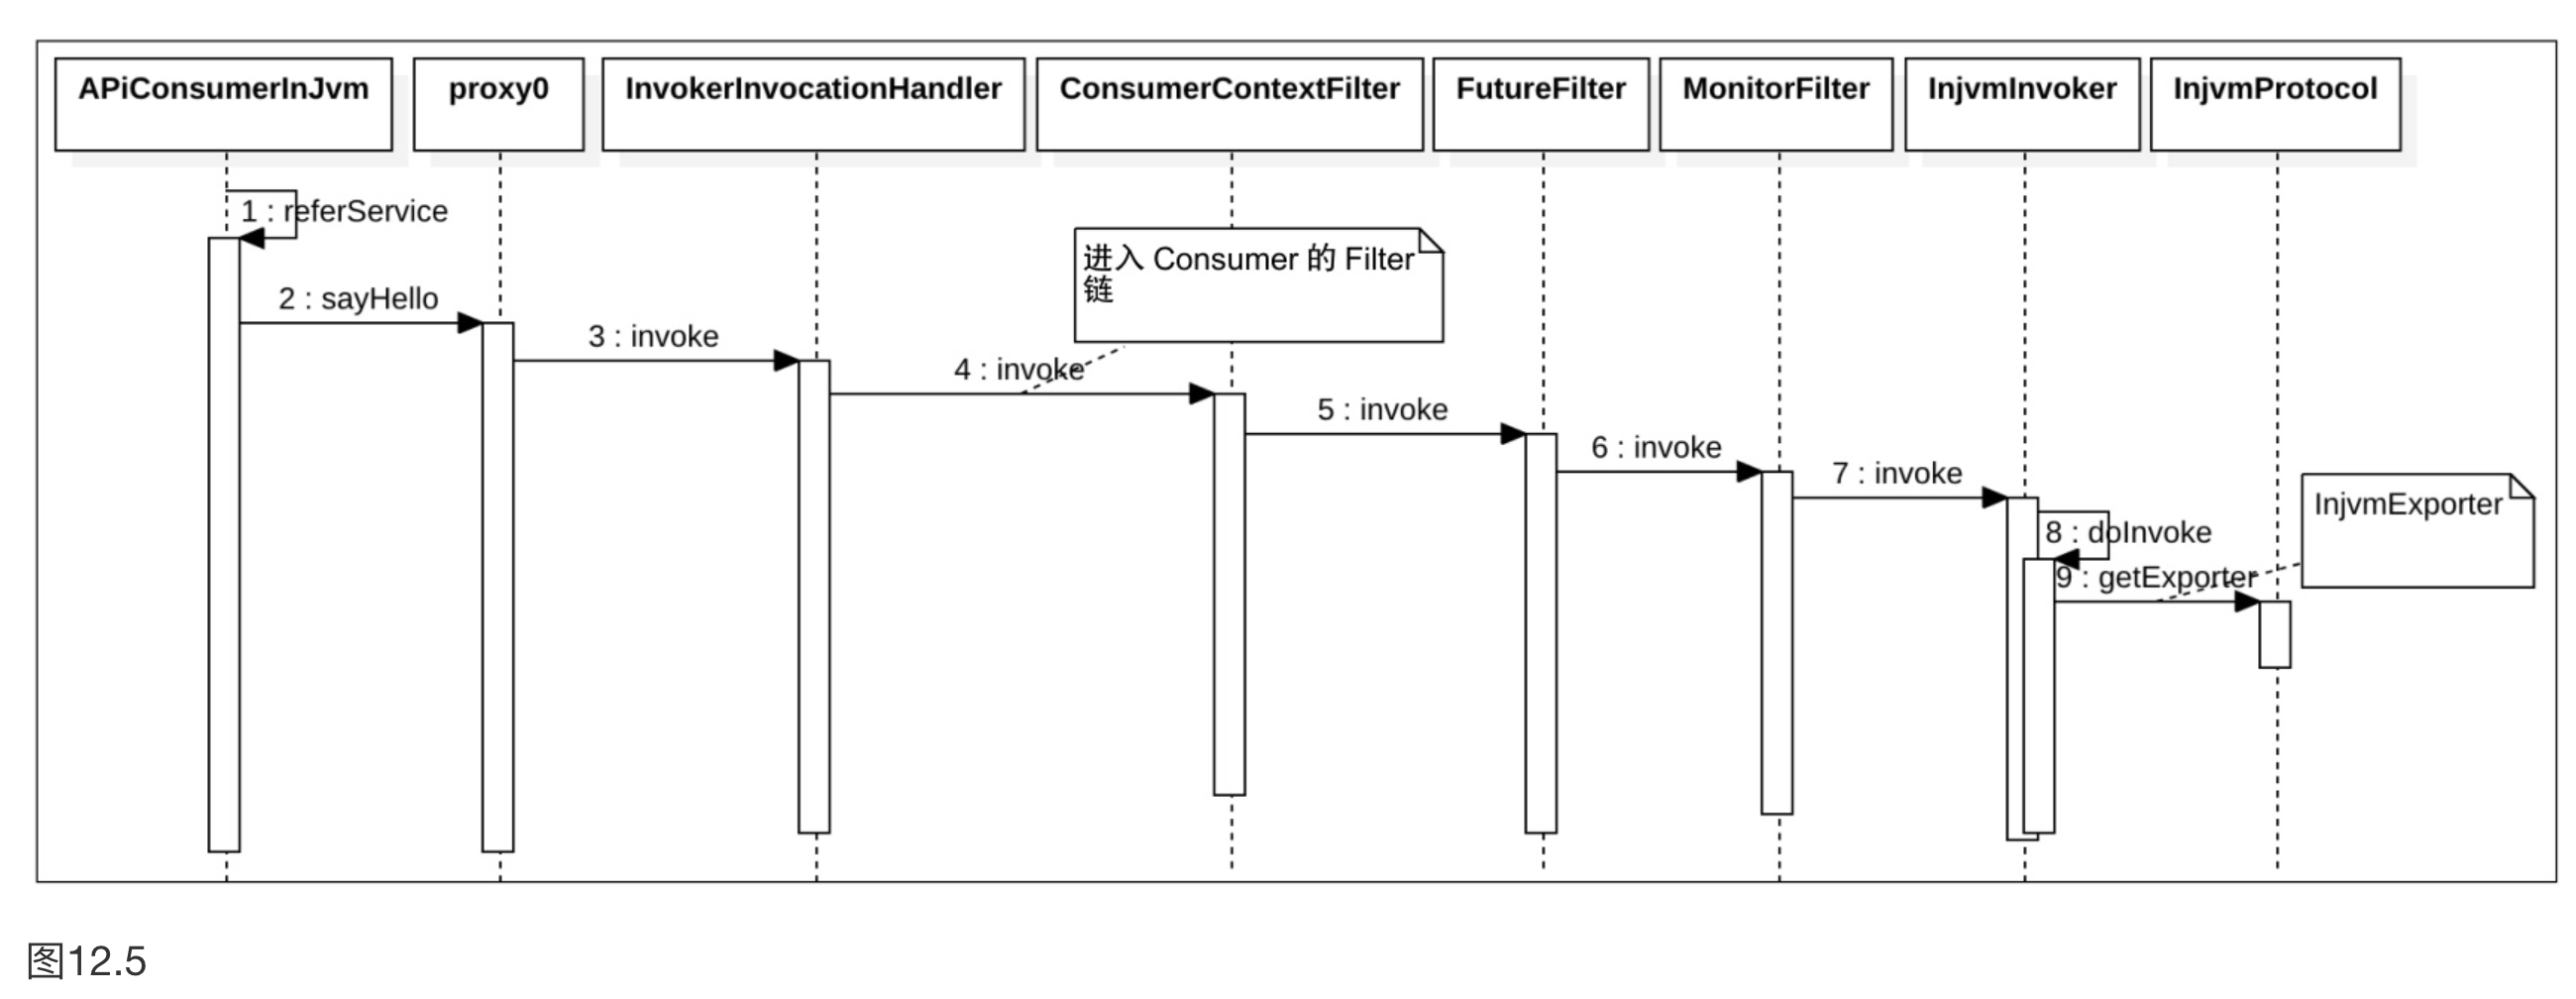 APiConsumerInJvm
proxy0
InvokerInvocationHandler
ConsumerContextFilter
FutureFilter
MonitorFilter
InjvmInvoker
InjvmProtocol
1 : referService
2 : sayHello
3 : invoke
进入 Consumer 的 Filter
链
4 : invoke
5 : invoke
6 : invoke
7 : invoke
InjvmExporter
8 : doInvoke
9 : getExporter
图12.5